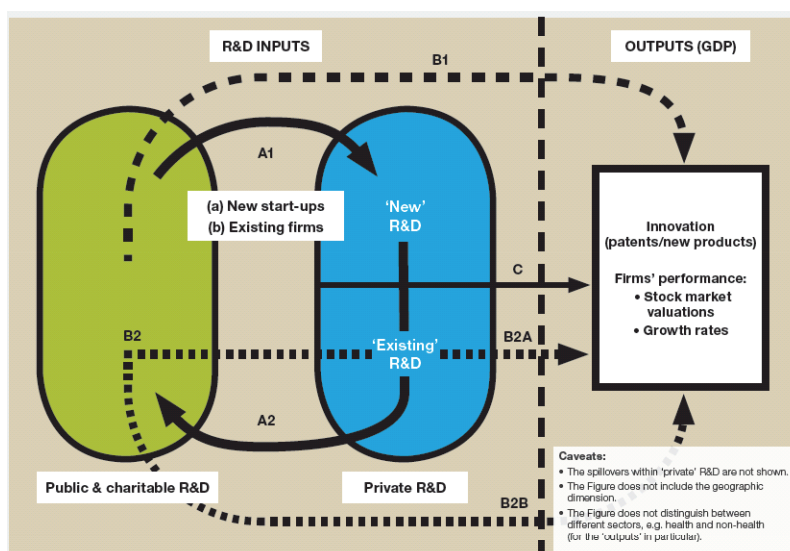 R&D INPUTS
OUTPUTS (GDP)
B1
A1
(a) New start-ups
(b) Existing firms
‘New’
R&D
Innovation
(patents/new products)
Firms’ performance:
• Stock market
valuations
• Growth rates
C
B2
‘Existing’
R&D
B2A
A2
Public & charitable R&D
Private R&D
B2B
Caveats:
• The spillovers within ‘private’ R&D are not shown.
• The Figure does not include the geographic
dimension.
• The Figure does not distinguish between
different sectors, e.g. health and non-health
(for the ‘outputs’ in particular).